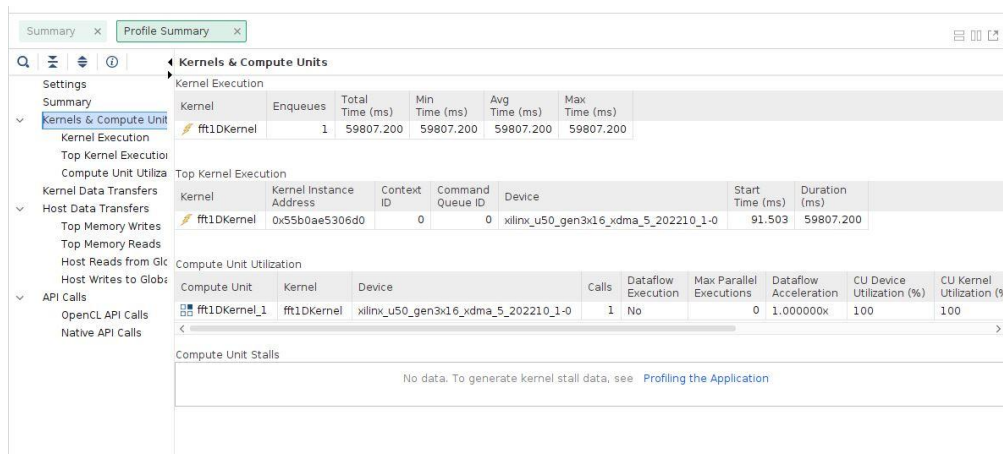 Summary × Profile Summary ×
Kernels & Compute Units
Settings
Summary
Kernels & Compute Unit
Kernel Execution
Top Kernel Execution
Compute Unit Utiliza
Kernel Data Transfers
Host Data Transfers
Top Memory Writes
Top Memory Reads
Host Reads from Glo
Host Writes to Globa
API Calls
OpenCL API Calls
Native API Calls
Kernel Execution
Kernel Enqueues Total Time (ms) Min Time (ms) Avg Time (ms) Max Time (ms)
fft1DKernel 1 59807.200 59807.200 59807.200 59807.200
Top Kernel Execution
Kernel Kernel Instance Address Context ID Command Queue ID Device Start Time (ms) Duration (ms)
fft1DKernel 0x55b0ae5306d0 0 0 xilinx_u50_gen3x16_xdma_5_202210_1-0 91.503 59807.200
Compute Unit Utilization
Compute Unit Kernel Device Calls Dataflow Execution Max Parallel Executions Dataflow Acceleration CU Device Utilization (%) CU Kernel Utilization (%
fft1DKernel_1 fft1DKernel xilinx_u50_gen3x16_xdma_5_202210_1-0 1 No 0 1.000000x 100 100
Compute Unit Stalls
No data. To generate kernel stall data, see Profiling the Application